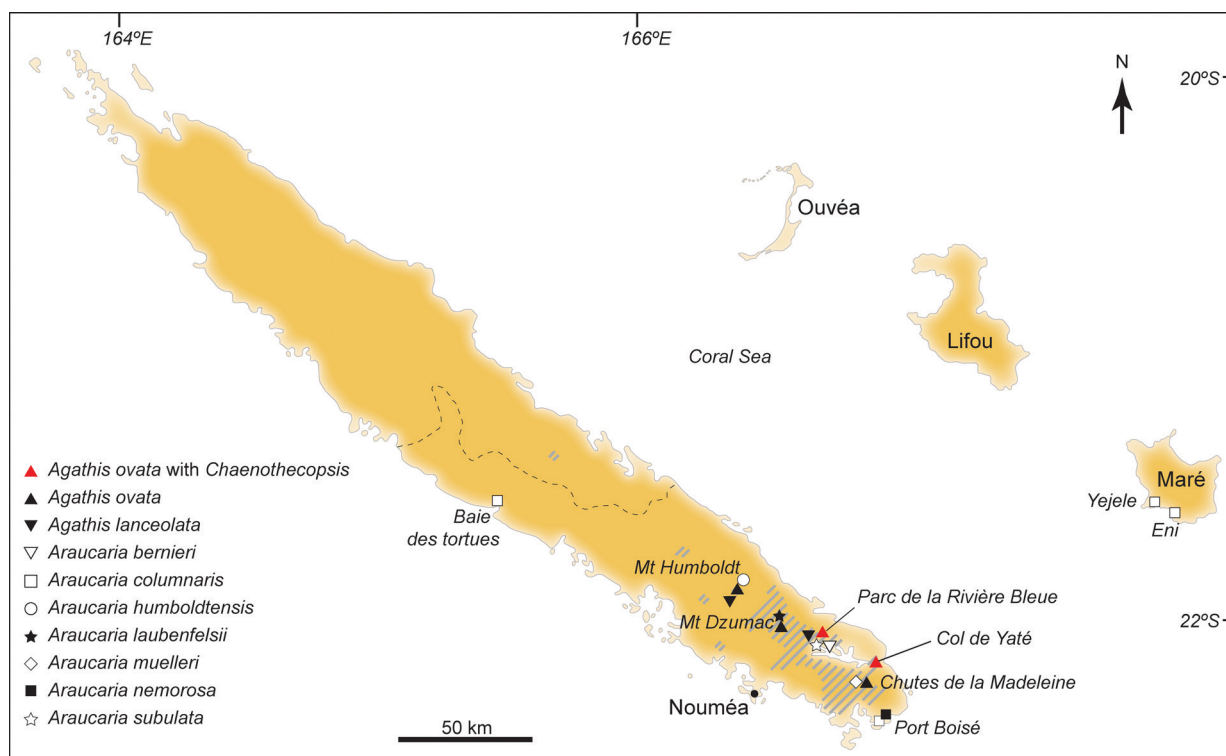 164ºE
166ºE
N
20ºS
Ouvéa
Lifou
Coral Sea
Maré
Yejele
Eni
Agathis ovata with Chaenothecopsis
Agathis ovata
Agathis lanceolata
Araucaria bernieri
Araucaria columnaris
Araucaria humboldtensis
Araucaria laubenfelsii
Araucaria muelleri
Araucaria nemorosa
Araucaria subulata
Baie
des tortues
Mt Humboldt
Mt Dzumac
Parc de la Rivière Bleue
22ºS
Col de Yaté
Chutes de la Madeleine
Nouméa
Port Boisé
50 km